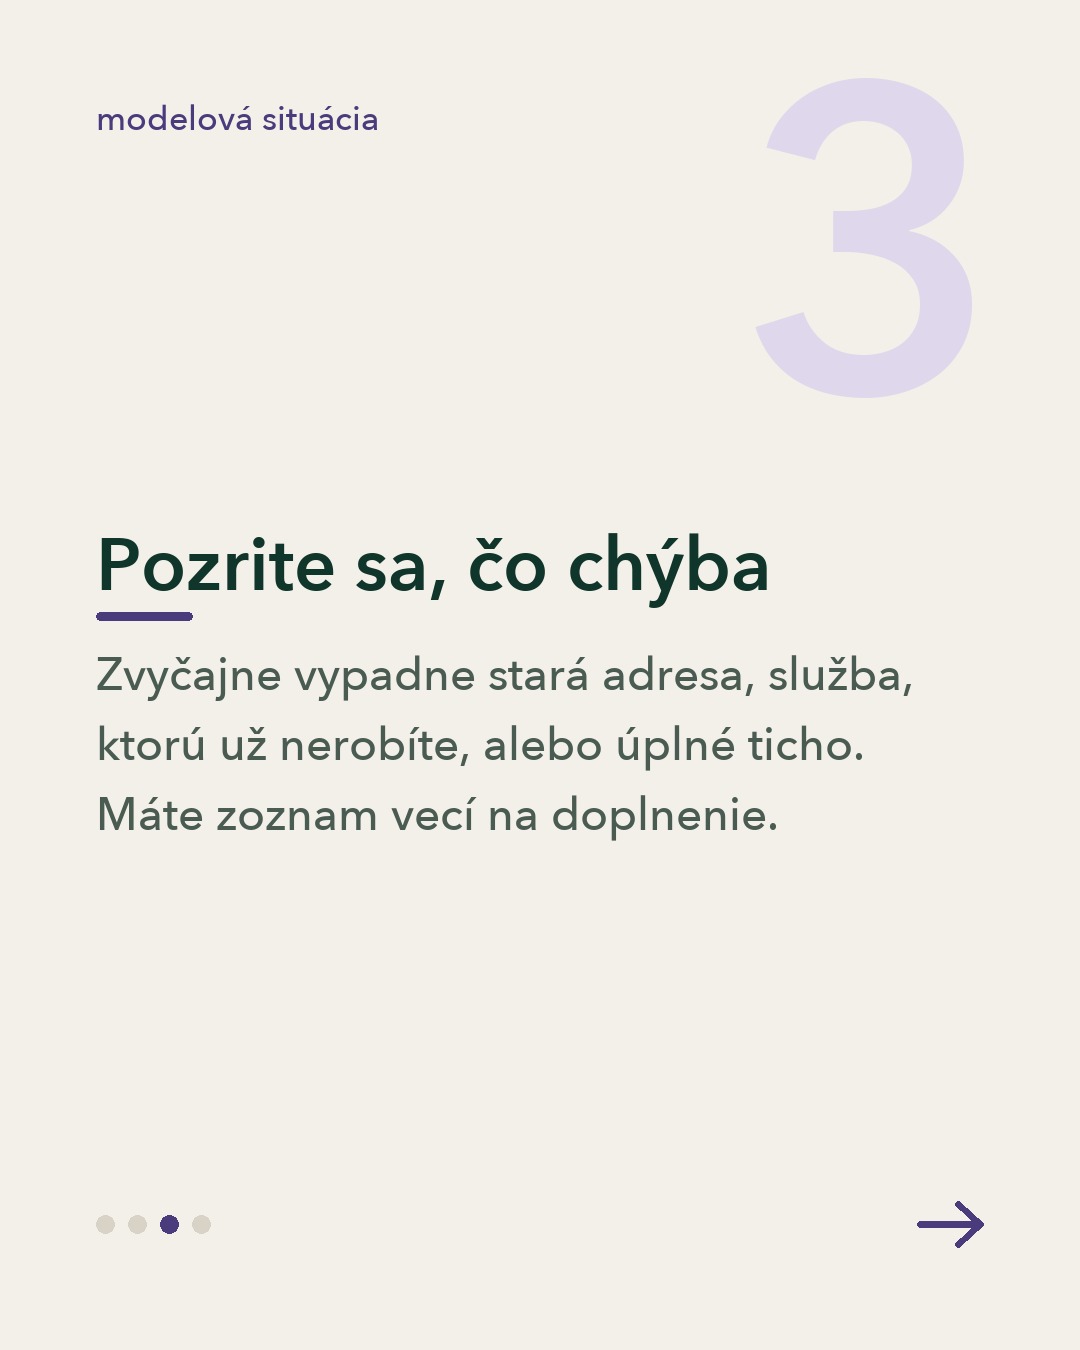 modelová situácia
3
Pozrite sa, čo chýba
Zvyčajne vypadne stará adresa, služba,
ktorú už nerobíte, alebo úplné ticho.
Máte zoznam vecí na doplnenie.